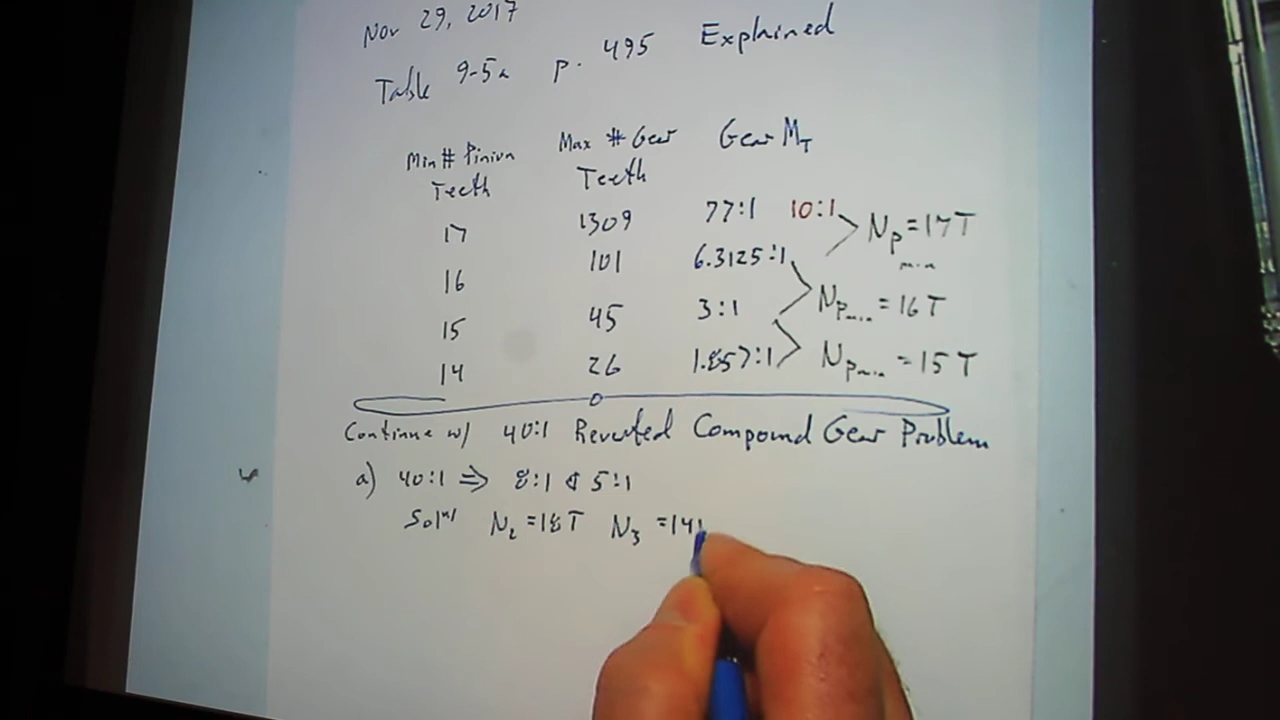 Nov 29, 2017
Table 9-5a p. 495 Explained
Min # Pinion Teeth
Max # Gear Teeth
Gear MT
17 1309 77:1 10:1 Np min = 17T
16 101 6.3125:1
15 45 3:1 Npmin = 16T
14 26 1.857:1 Npmin = 15T
Continue w/ 40:1 Reverted Compound Gear Problem
a) 40:1 ⇒ 8:1 & 5:1
Sol'n N2 = 18T N3 = 14